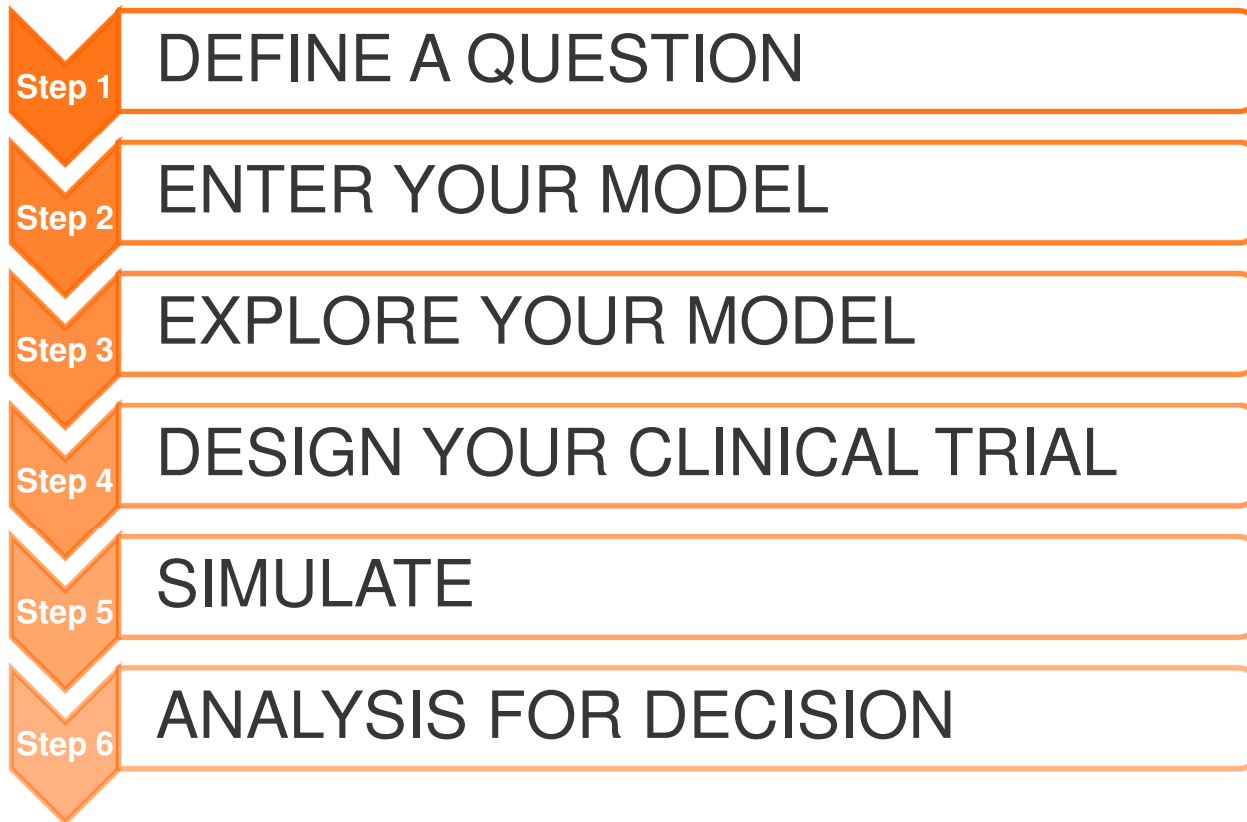 Step 1
DEFINE A QUESTION
Step 2
ENTER YOUR MODEL
Step 3
EXPLORE YOUR MODEL
Step 4
DESIGN YOUR CLINICAL TRIAL
Step 5
SIMULATE
Step 6
ANALYSIS FOR DECISION